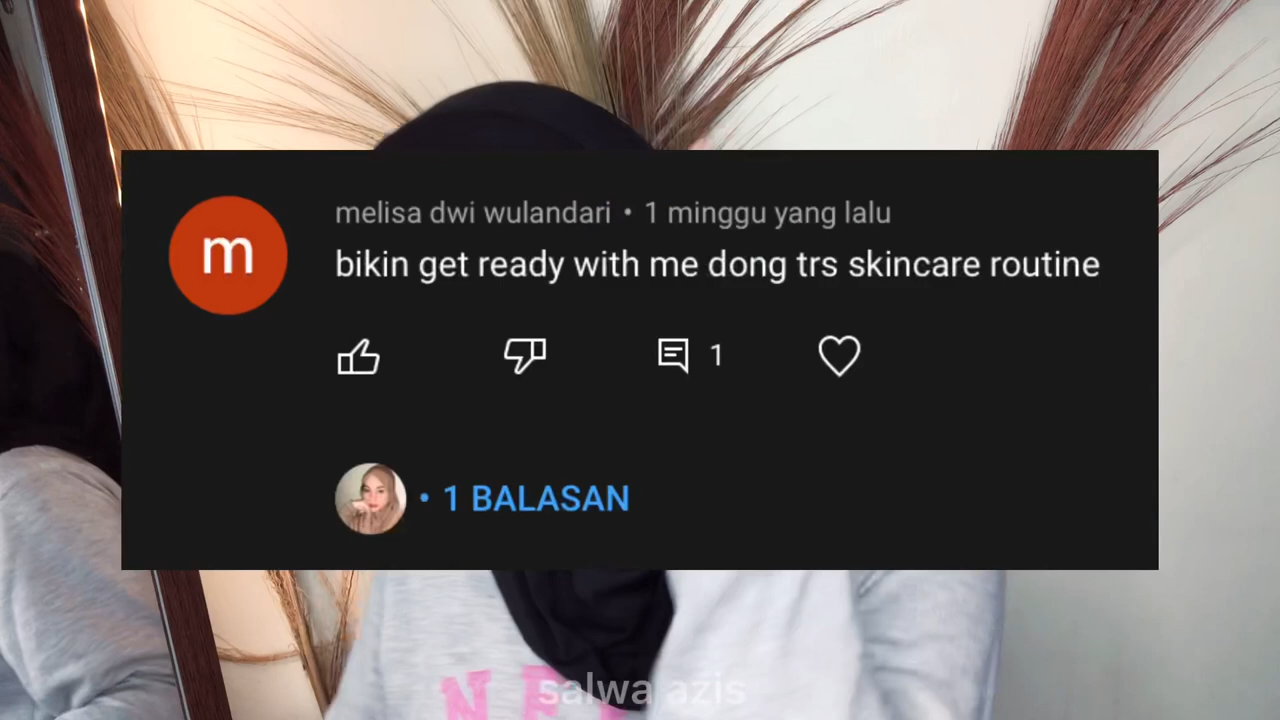 m
melisa dwi wulandari • 1 minggu yang lalu
bikin get ready with me dong trs skincare routine
1
• 1 BALASAN
salwa azis